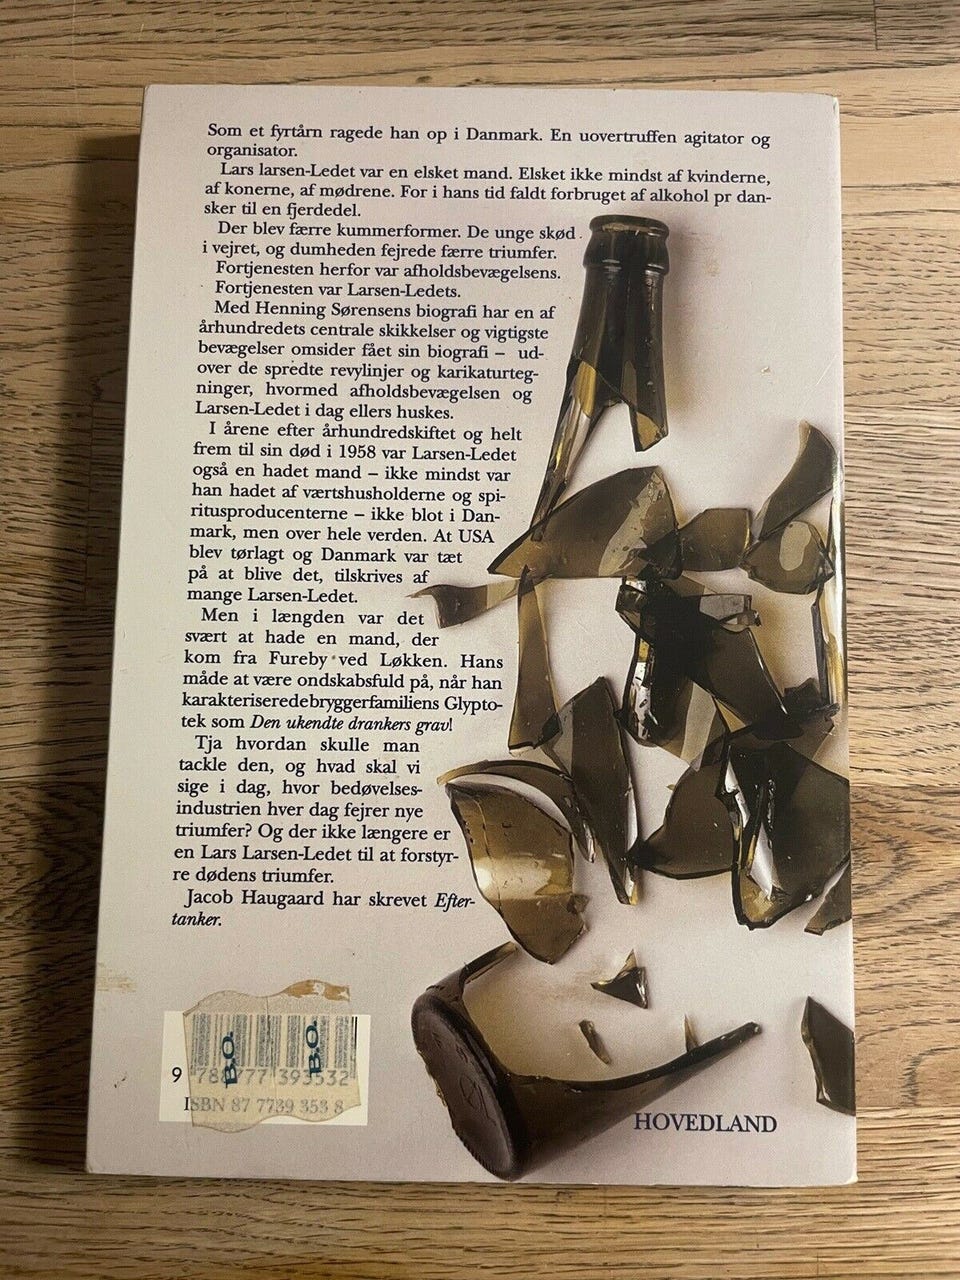 Som et fyrtårn ragede han op i Danmark. En uovertruffen agitator og
organisator.
Lars larsen-Ledet var en elsket mand. Elsket ikke mindst af kvinderne,
af konerne, af mødrene. For i hans tid faldt forbruget af alkohol pr dan-
sker til en fjerdedel.
Der blev færre kummerformer. De unge skød
i vejret, og dumheden fejrede færre triumfer.
Fortjenesten herfor var afholdsbevægelsens.
Fortjenesten var Larsen-Ledets.
Med Henning Sørensens biografi har en af
århundredets centrale skikkelser og vigtigste
bevægelser omsider fået sin biografi – ud-
over de spredte revylinjer og karikaturteg-
ninger, hvormed afholdsbevægelsen og
Larsen-Ledet i dag ellers huskes.
I årene efter århundredskiftet og helt
frem til sin død i 1958 var Larsen-Ledet
også en hadet mand – ikke mindst var
han hadet af værtshusholderne og spi-
ritusproducenterne – ikke blot i Dan-
mark, men over hele verden. At USA
blev tørlagt og Danmark var tæt
på at blive det, tilskrives af
mange Larsen-Ledet.
Men i længden var det
svært at hade en mand, der
kom fra Fureby ved Løkken. Hans
måde at være ondskabsfuld på, når han
karakteriseredebryggerfamiliens Glypto-
tek som Den ukendte drankers grav!
Tja hvordan skulle man
tackle den, og hvad skal vi
sige i dag, hvor bedøvelses-
industrien hver dag fejrer nye
triumfer? Og der ikke længere er
en Lars Larsen-Ledet til at forstyr-
re dødens triumfer.
Jacob Haugaard har skrevet Efter-
tanker.
B.O. B.O.
9 788777 393532
ISBN 87 7739 353 8
HOVEDLAND